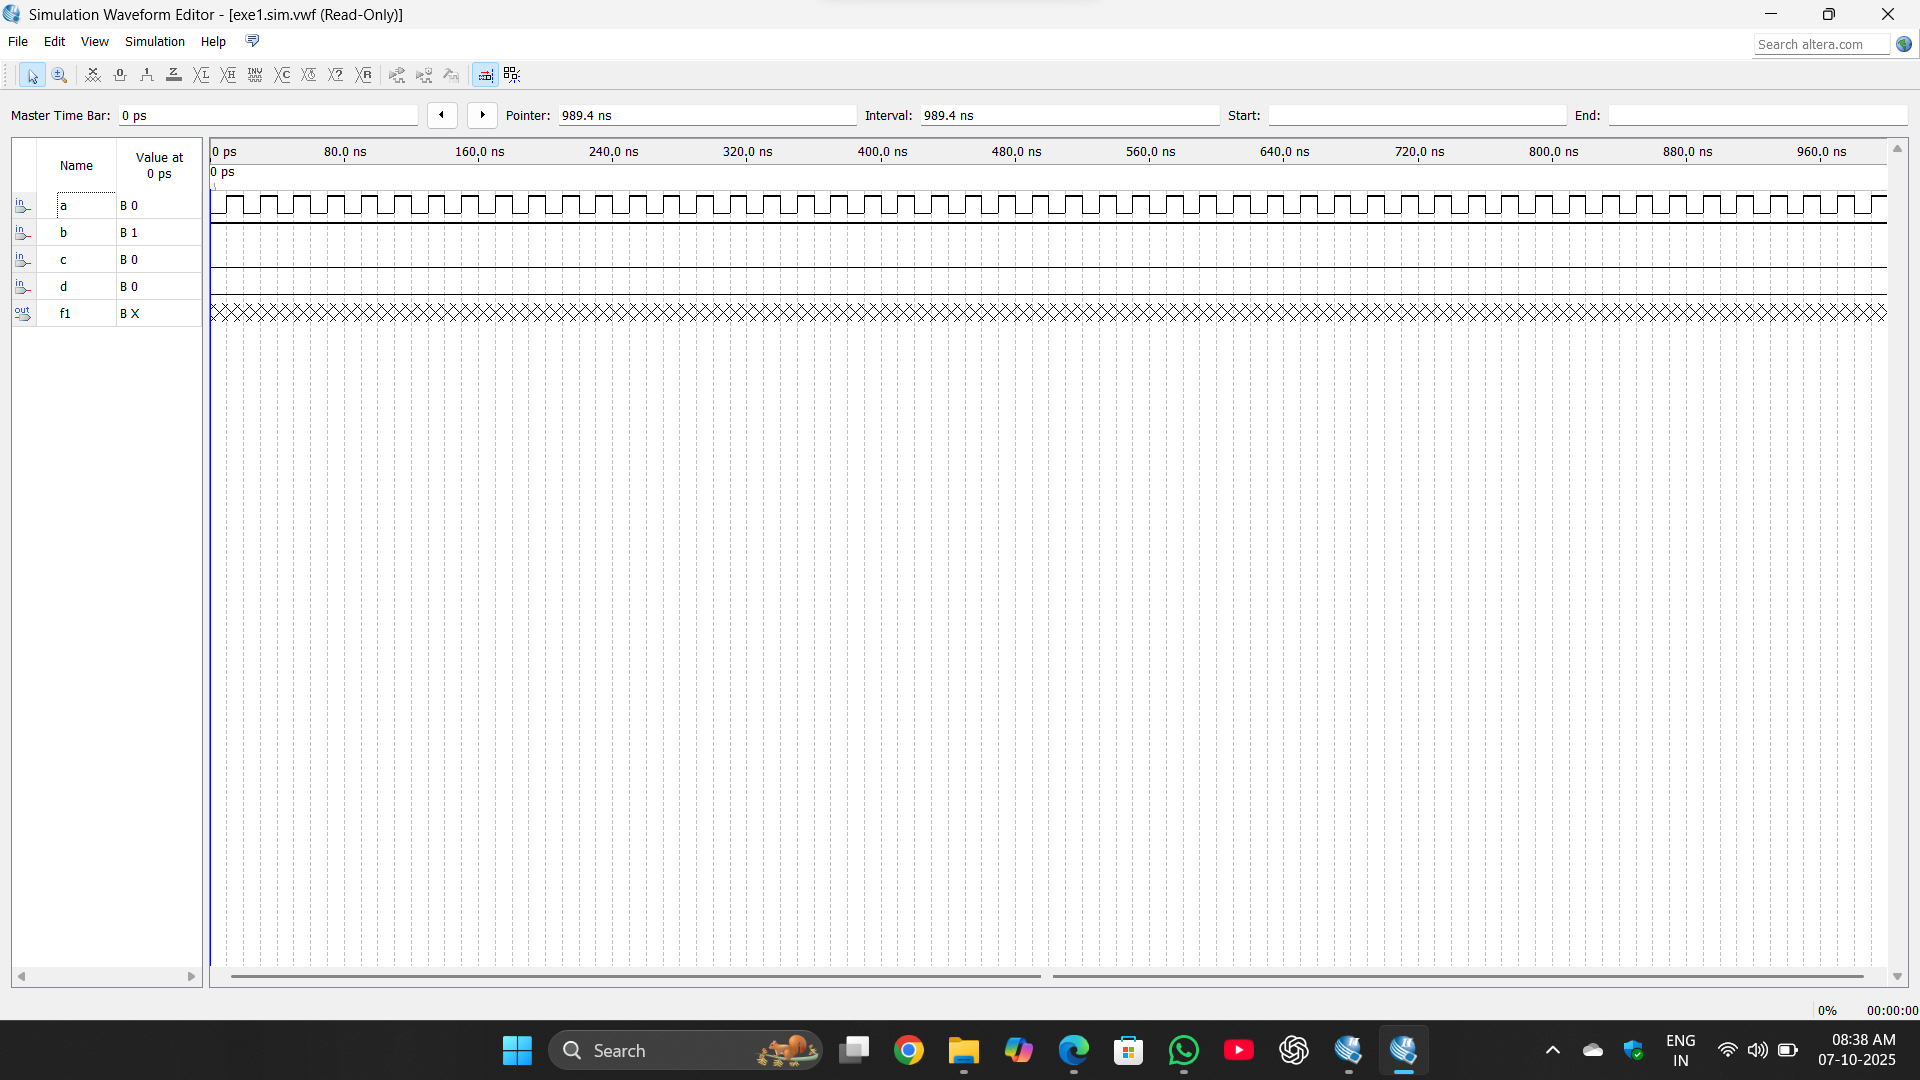 Simulation Waveform Editor - [exe1.sim.vwf (Read-Only)]
File Edit View Simulation Help
Search altera.com
Master Time Bar: 0 ps Pointer: 989.4 ns Interval: 989.4 ns Start: End:
Name Value at 0 ps
0 ps 80.0 ns 160.0 ns 240.0 ns 320.0 ns 400.0 ns 480.0 ns 560.0 ns 640.0 ns 720.0 ns 800.0 ns 880.0 ns 960.0 ns
0 ps
in a B 0
in b B 1
in c B 0
in d B 0
out f1 B X
0% 00:00:00
Search
ENG
IN
08:38 AM
07-10-2025